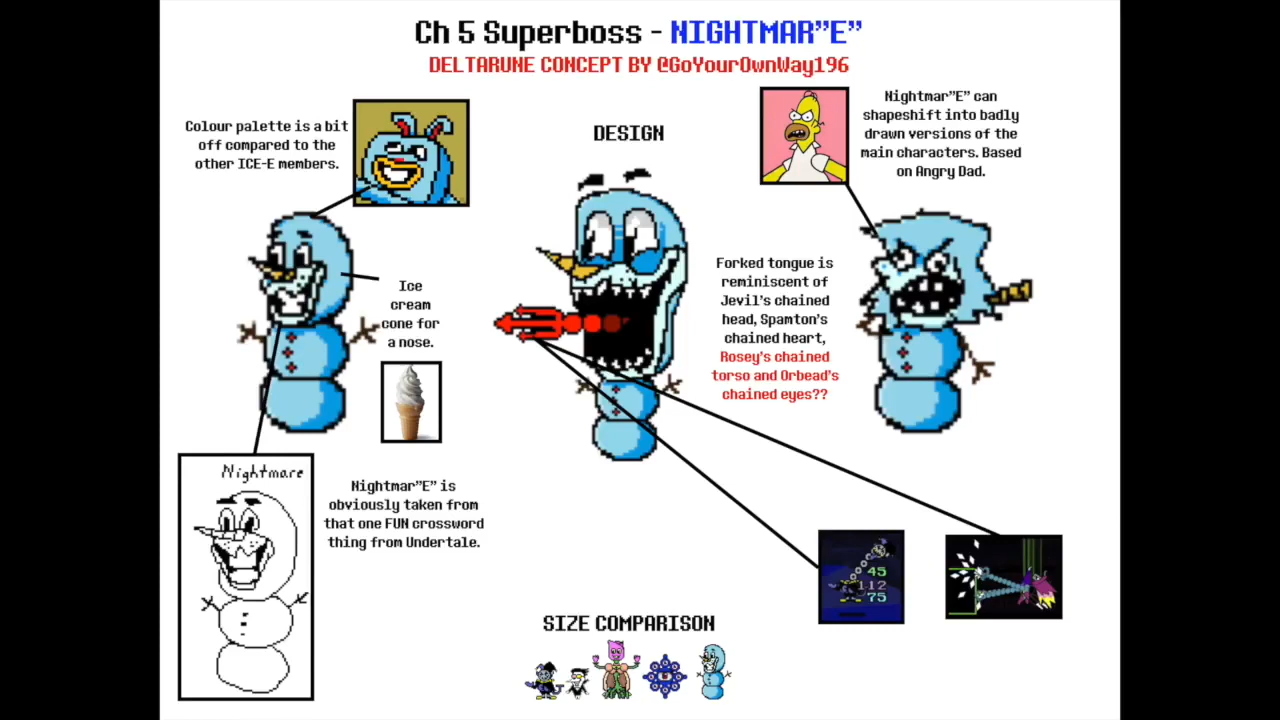 Ch 5 Superboss - NIGHTMAR"E"
DELTARUNE CONCEPT BY @GoYourOwnWay196
Colour palette is a bit
off compared to the
other ICE-E members.
DESIGN
Nightmar"E" can
shapeshift into badly
drawn versions of the
main characters. Based
on Angry Dad.
Ice
cream
cone for
a nose.
Forked tongue is
reminiscent of
Jevil's chained
head, Spamton's
chained heart,
Rosey's chained
torso and Orbead's
chained eyes??
Nightmare
Nightmar"E" is
obviously taken from
that one FUN crossword
thing from Undertale.
45
112
75
SIZE COMPARISON